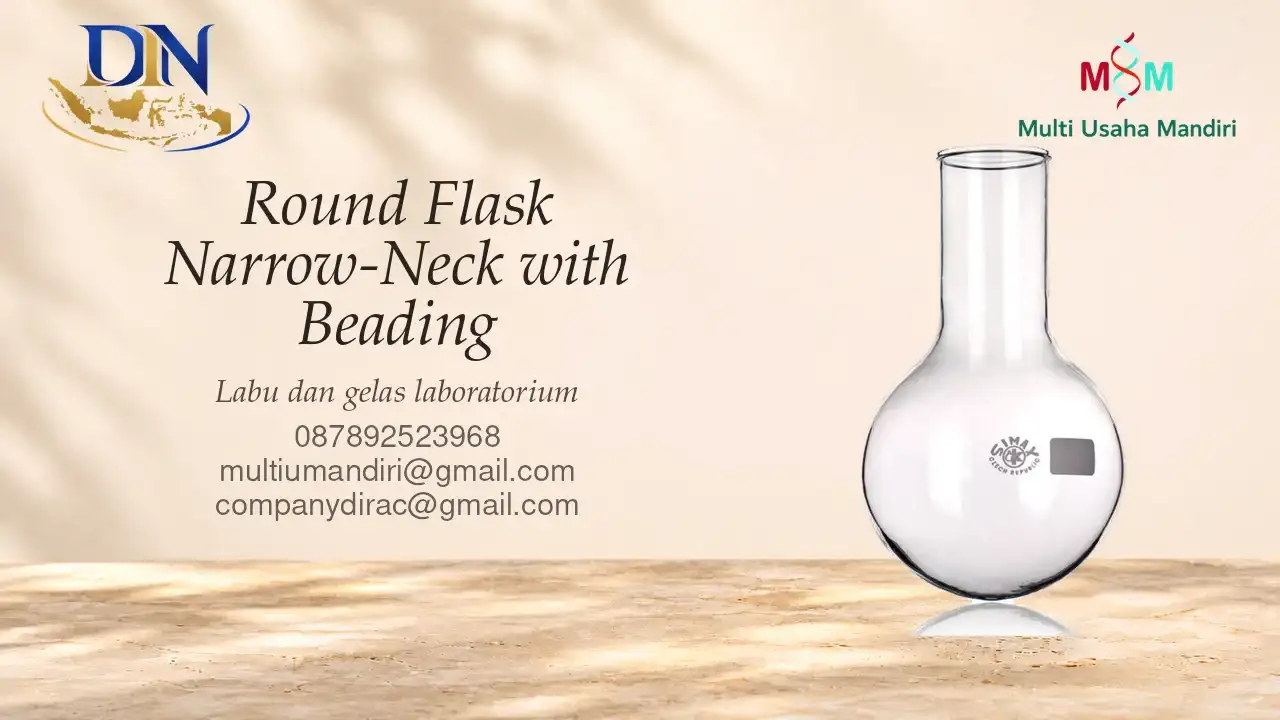 DN
M M
Multi Usaha Mandiri
Round Flask
Narrow-Neck with
Beading
Labu dan gelas laboratorium
087892523968
multiumandiri@gmail.com
companydirac@gmail.com
SIMAX
CZECH REPUBLIC